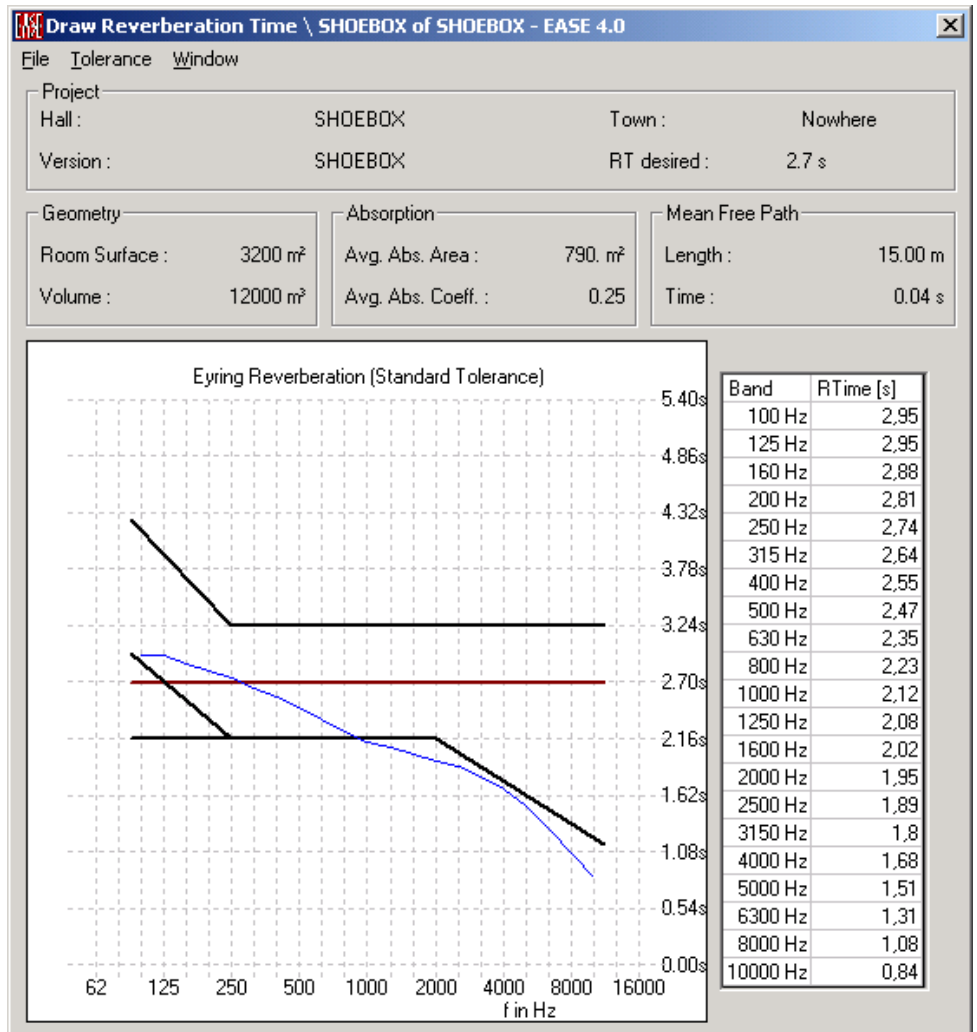 EASE Draw Reverberation Time \ SHOEBOX of SHOEBOX - EASE 4.0
File Tolerance Window
Project
Hall : SHOEBOX Town : Nowhere
Version : SHOEBOX RT desired : 2.7 s
Geometry Absorption Mean Free Path
Room Surface : 3200 m² Avg. Abs. Area : 790. m² Length : 15.00 m
Volume : 12000 m³ Avg. Abs. Coeff. : 0.25 Time : 0.04 s
Eyring Reverberation (Standard Tolerance)
5.40s
4.86s
4.32s
3.78s
3.24s
2.70s
2.16s
1.62s
1.08s
0.54s
0.00s
62 125 250 500 1000 2000 4000 8000 16000
f in Hz
Band RTime [s]
100 Hz 2,95
125 Hz 2,95
160 Hz 2,88
200 Hz 2,81
250 Hz 2,74
315 Hz 2,64
400 Hz 2,55
500 Hz 2,47
630 Hz 2,35
800 Hz 2,23
1000 Hz 2,12
1250 Hz 2,08
1600 Hz 2,02
2000 Hz 1,95
2500 Hz 1,89
3150 Hz 1,8
4000 Hz 1,68
5000 Hz 1,51
6300 Hz 1,31
8000 Hz 1,08
10000 Hz 0,84